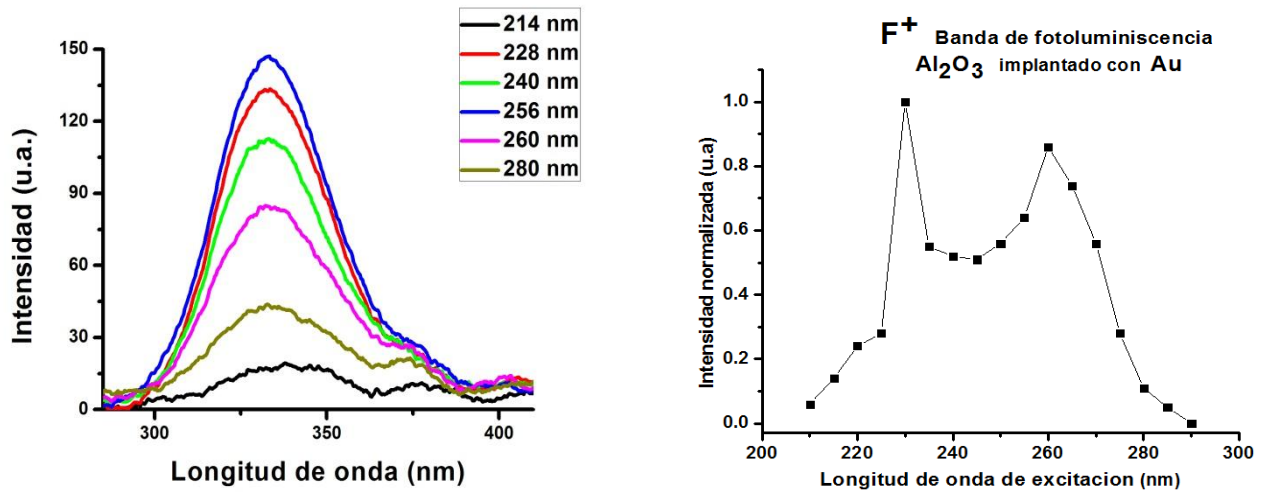 214 nm
228 nm
240 nm
256 nm
260 nm
280 nm
150
120
90
60
30
0
300
350
400
Intensidad (u.a.)
Longitud de onda (nm)
F+ Banda de fotoluminiscencia
Al2O3 implantado con Au
1.0
0.8
0.6
0.4
0.2
0.0
200
220
240
260
280
300
Intensidad normalizada (u.a)
Longitud de onda de excitacion (nm)